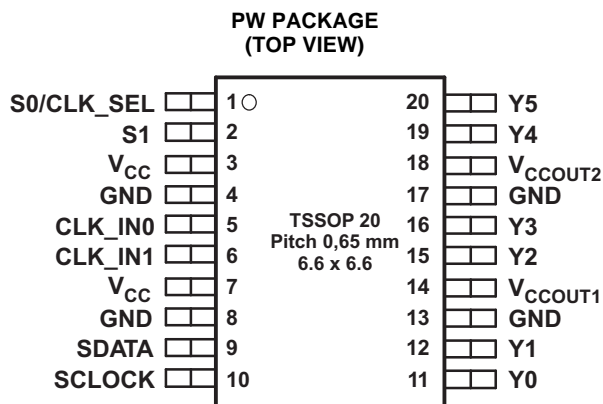 PW PACKAGE
(TOP VIEW)
S0/CLK_SEL 1 20 Y5
S1 2 19 Y4
VCC 3 18 VCCOUT2
GND 4 17 GND
CLK_IN0 5 16 Y3
CLK_IN1 6 15 Y2
VCC 7 14 VCCOUT1
GND 8 13 GND
SDATA 9 12 Y1
SCLOCK 10 11 Y0
TSSOP 20
Pitch 0,65 mm
6.6 x 6.6